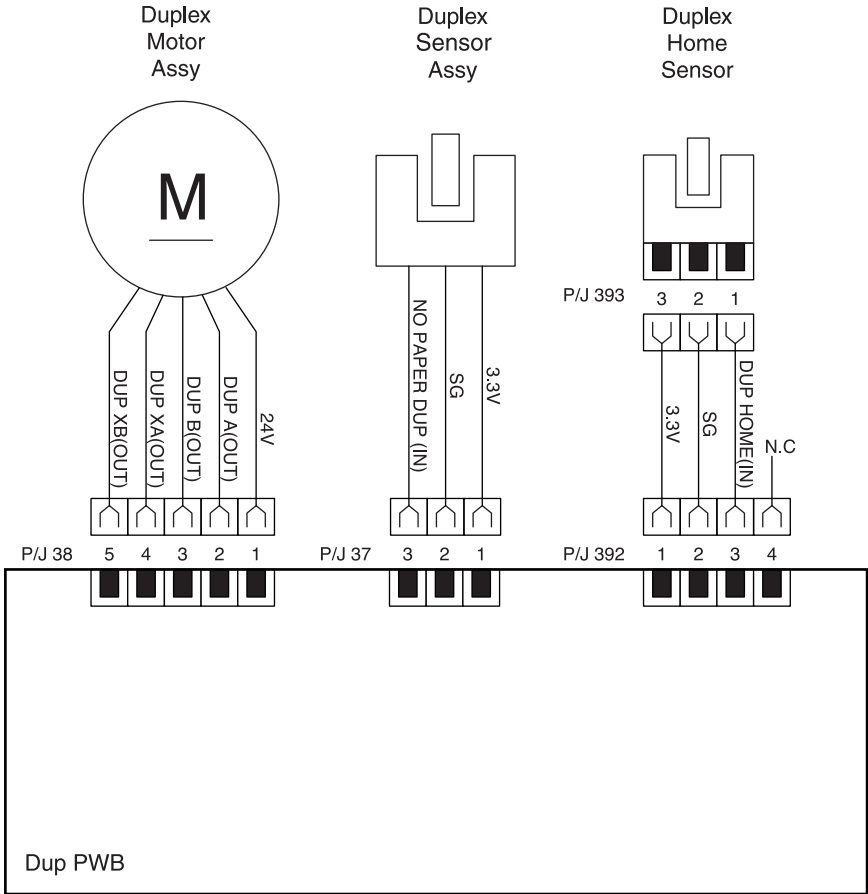 Duplex
Motor
Assy
Duplex
Sensor
Assy
Duplex
Home
Sensor
M
P/J 393 3 2 1
DUP XB(OUT)
DUP XA(OUT)
DUP B(OUT)
DUP A(OUT)
24V
NO PAPER DUP (IN)
SG
3.3V
3.3V
SG
DUP HOME(IN)
N.C
P/J 38 5 4 3 2 1
P/J 37 3 2 1
P/J 392 1 2 3 4
Dup PWB